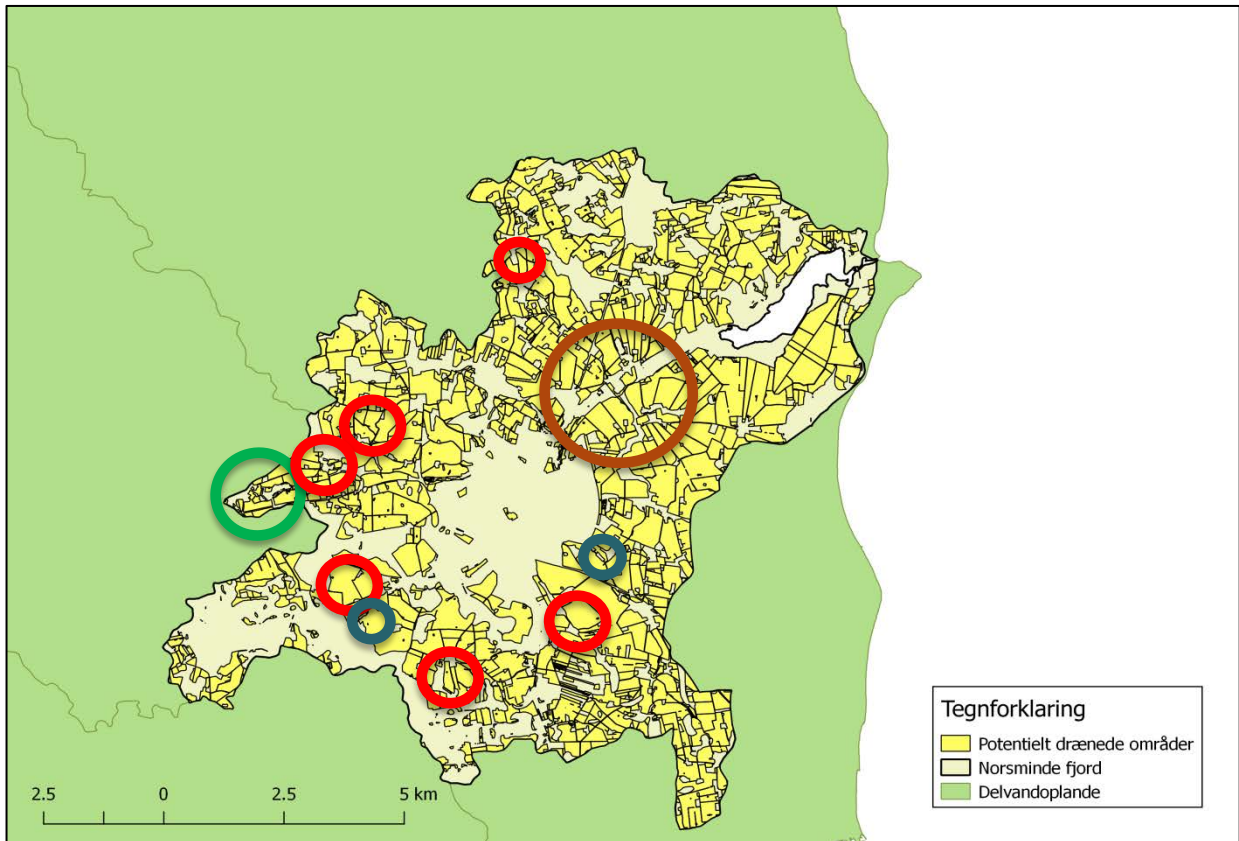 Tegnforklaring
Potentielt drænede områder
Norsminde fjord
Delvandoplande
2.5 0 2.5 5 km